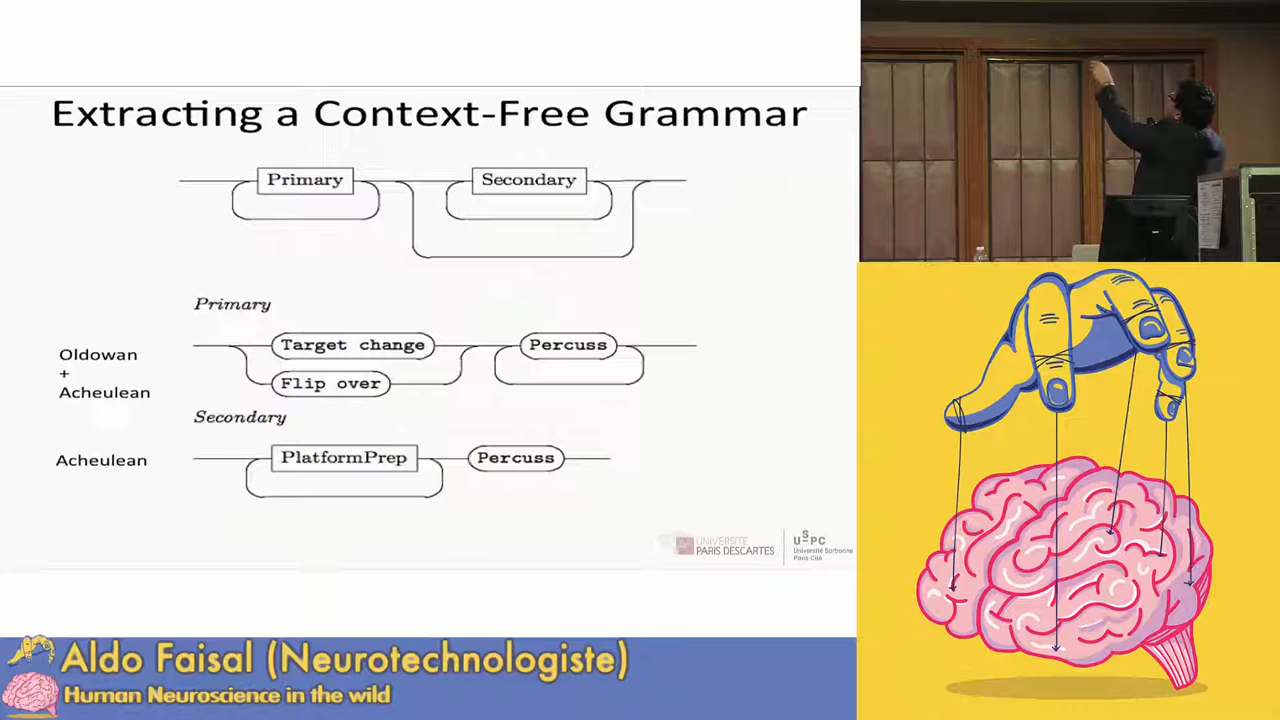 Extracting a Context-Free Grammar
Primary
Secondary
Primary
Oldowan
+
Acheulean
Target change
Percuss
Flip over
Secondary
Acheulean
PlatformPrep
Percuss
UNIVERSITÉ
PARIS DESCARTES
USPC
Université Sorbonne
Paris Cité
Aldo Faisal (Neurotechnologiste)
Human Neuroscience in the wild